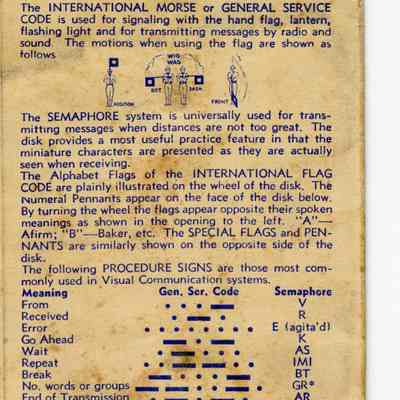 The INTERNATIONAL MORSE or GENERAL SERVICE
CODE is used for signaling with the hand flag, lantern,
flashing light and for transmitting messages by radio and
sound. The motions when using the flag are shown as
follows
WIG
WAG
POSITION
DOT
DASH
FRONT
The SEMAPHORE system is universally used for trans-
mitting messages when distances are not too great. The
disk provides a most useful practice feature in that the
miniature characters are presented as they are actually
seen when receiving.
The Alphabet Flags of the INTERNATIONAL FLAG
CODE are plainly illustrated on the wheel of the disk. The
Numeral Pennants appear on the face of the disk below.
By turning the wheel the flags appear opposite their spoken
meanings as shown in the opening to the left. "A"—
Afirm; "B"—Baker, etc. The SPECIAL FLAGS and PEN-
NANTS are similarly shown on the opposite side of the
disk.
The following PROCEDURE SIGNS are those most com-
monly used in Visual Communication systems.
Meaning Gen. Ser. Code Semaphore
From V
Received R
Error E (agita'd)
Go Ahead K
Wait AS
Repeat IMI
Break BT
No. words or groups GR*
End of Transmission AR